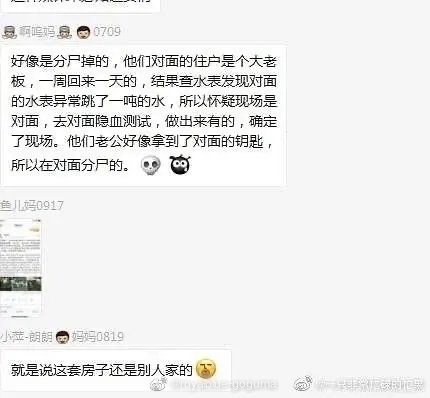 啊呜妈 0709
好像是分尸掉的，他们对面的住户是个大老
板，一周回来一天的，结果查水表发现对面
的水表异常跳了一吨的水，所以怀疑现场是
对面，去对面隐血测试，做出来有的，确定
了现场。他们老公好像拿到了对面的钥匙，
所以在对面分尸的。
鱼儿妈0917
小萍-朗朗 妈妈0819
就是说这套房子还是别人家的